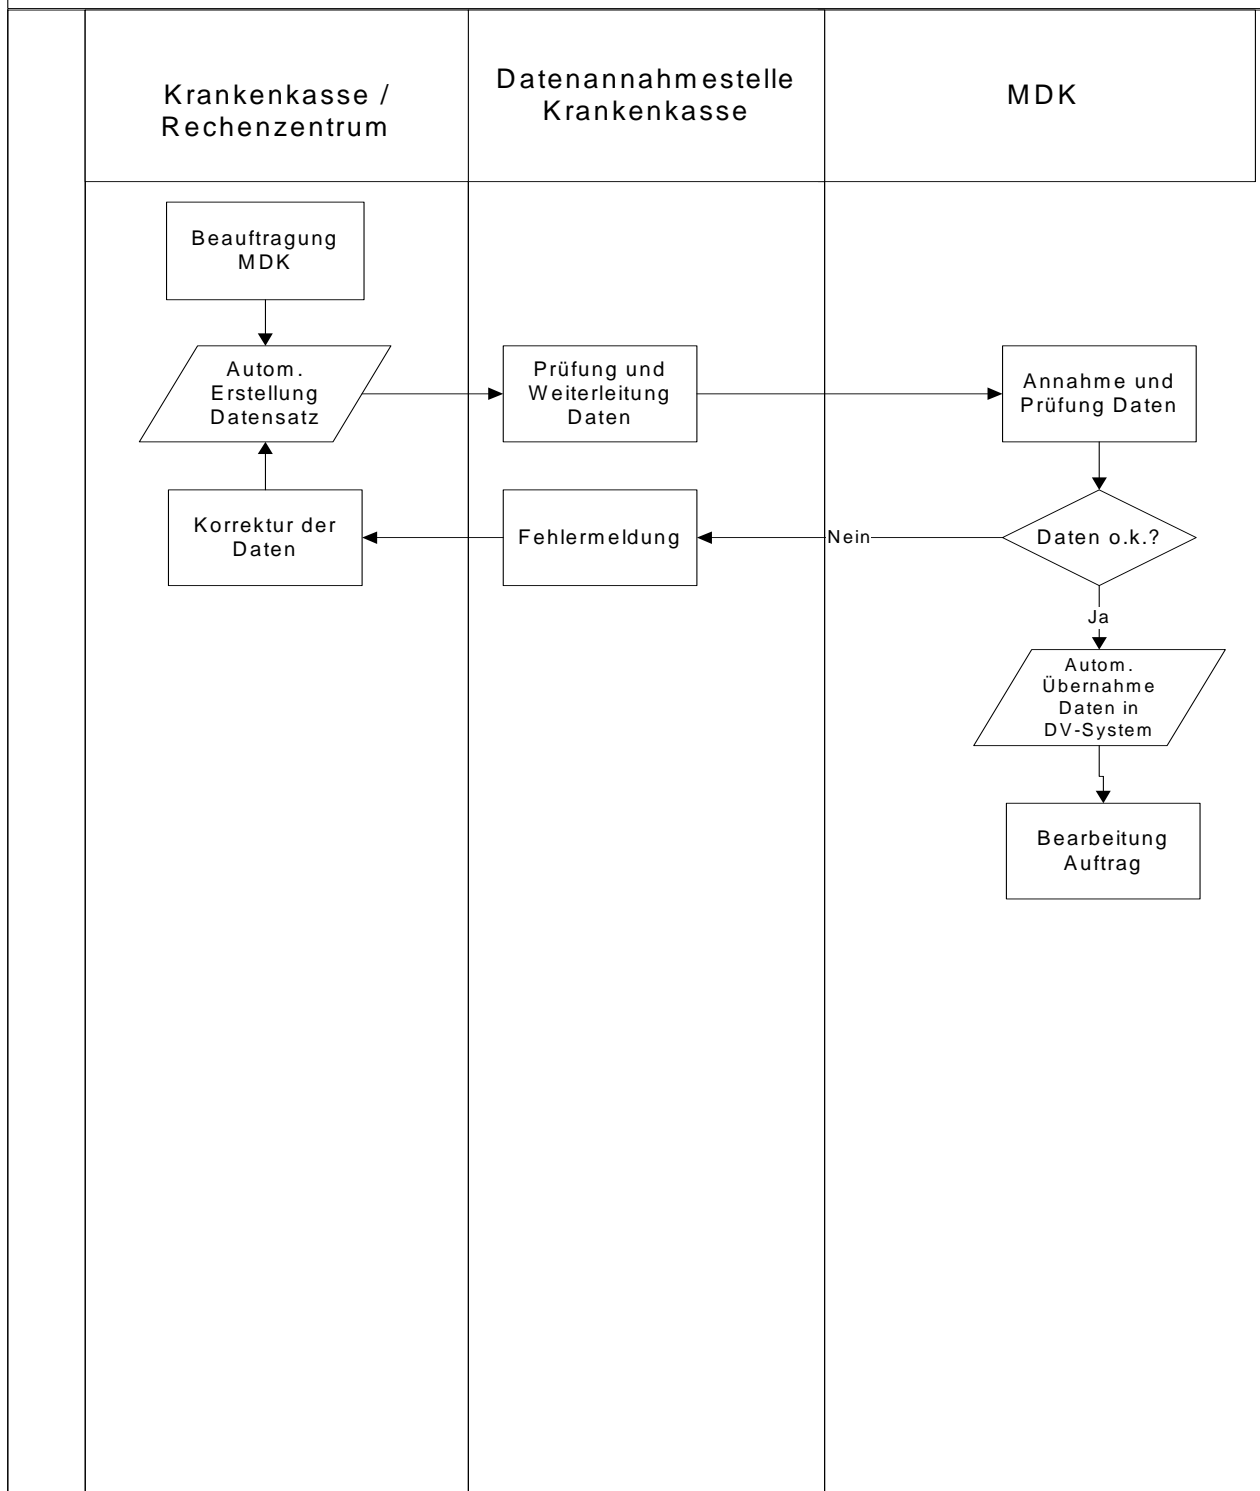 Krankenkasse /
Rechenzentrum
Datenannahmestelle
Krankenkasse
MDK
Beauftragung
MDK
Autom.
Erstellung
Datensatz
Prüfung und
Weiterleitung
Daten
Annahme und
Prüfung Daten
Korrektur der
Daten
Fehlermeldung
Nein
Daten o.k.?
Ja
Autom.
Übernahme
Daten in
DV-System
Bearbeitung
Auftrag